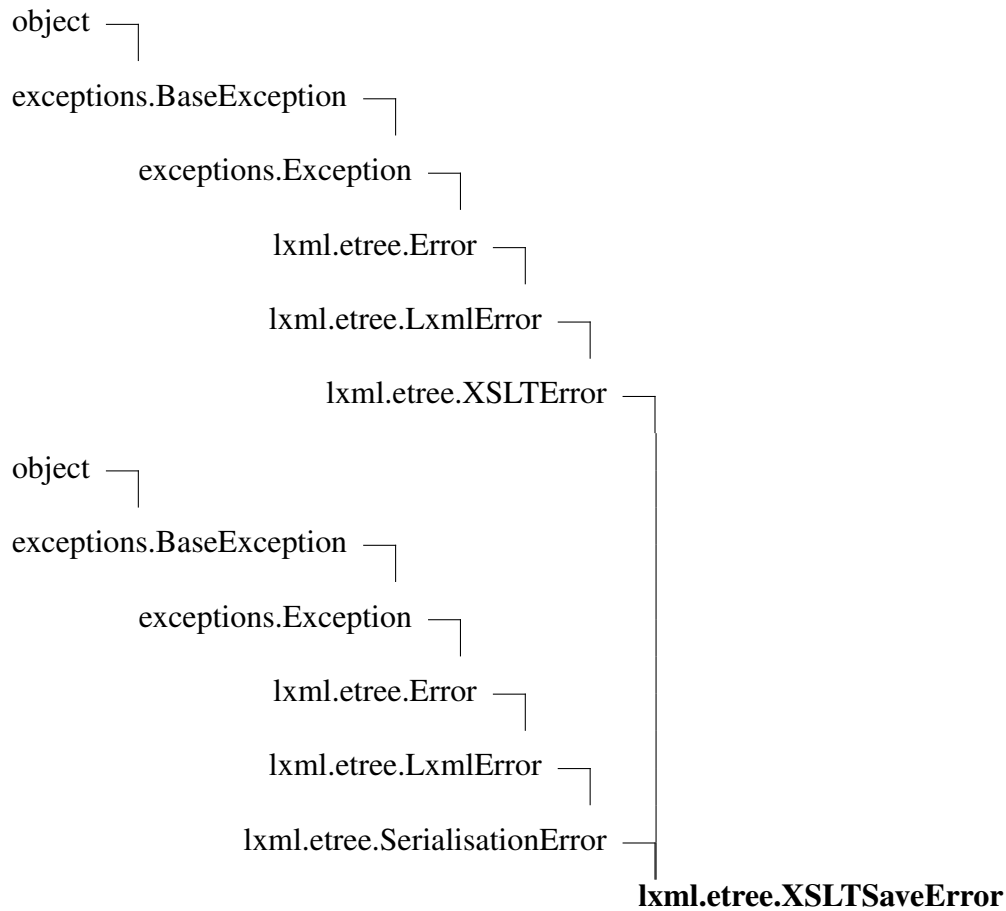 object
exceptions.BaseException
exceptions.Exception
lxml.etree.Error
lxml.etree.LxmlError
lxml.etree.XSLTError
object
exceptions.BaseException
exceptions.Exception
lxml.etree.Error
lxml.etree.LxmlError
lxml.etree.SerialisationError
lxml.etree.XSLTSaveError